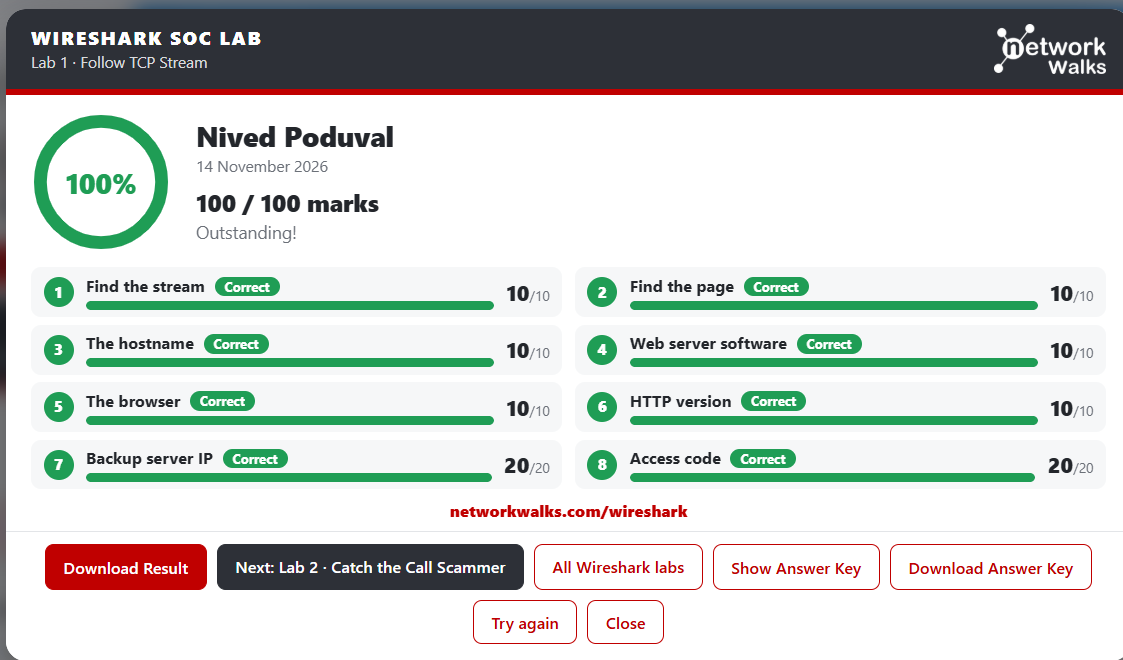 WIRESHARK SOC LAB
Lab 1 · Follow TCP Stream
network
Walks
100%
Nived Poduval
14 November 2026
100 / 100 marks
Outstanding!
1 Find the stream Correct 10/10
2 Find the page Correct 10/10
3 The hostname Correct 10/10
4 Web server software Correct 10/10
5 The browser Correct 10/10
6 HTTP version Correct 10/10
7 Backup server IP Correct 20/20
8 Access code Correct 20/20
networkwalks.com/wireshark
Download Result
Next: Lab 2 · Catch the Call Scammer
All Wireshark labs
Show Answer Key
Download Answer Key
Try again
Close